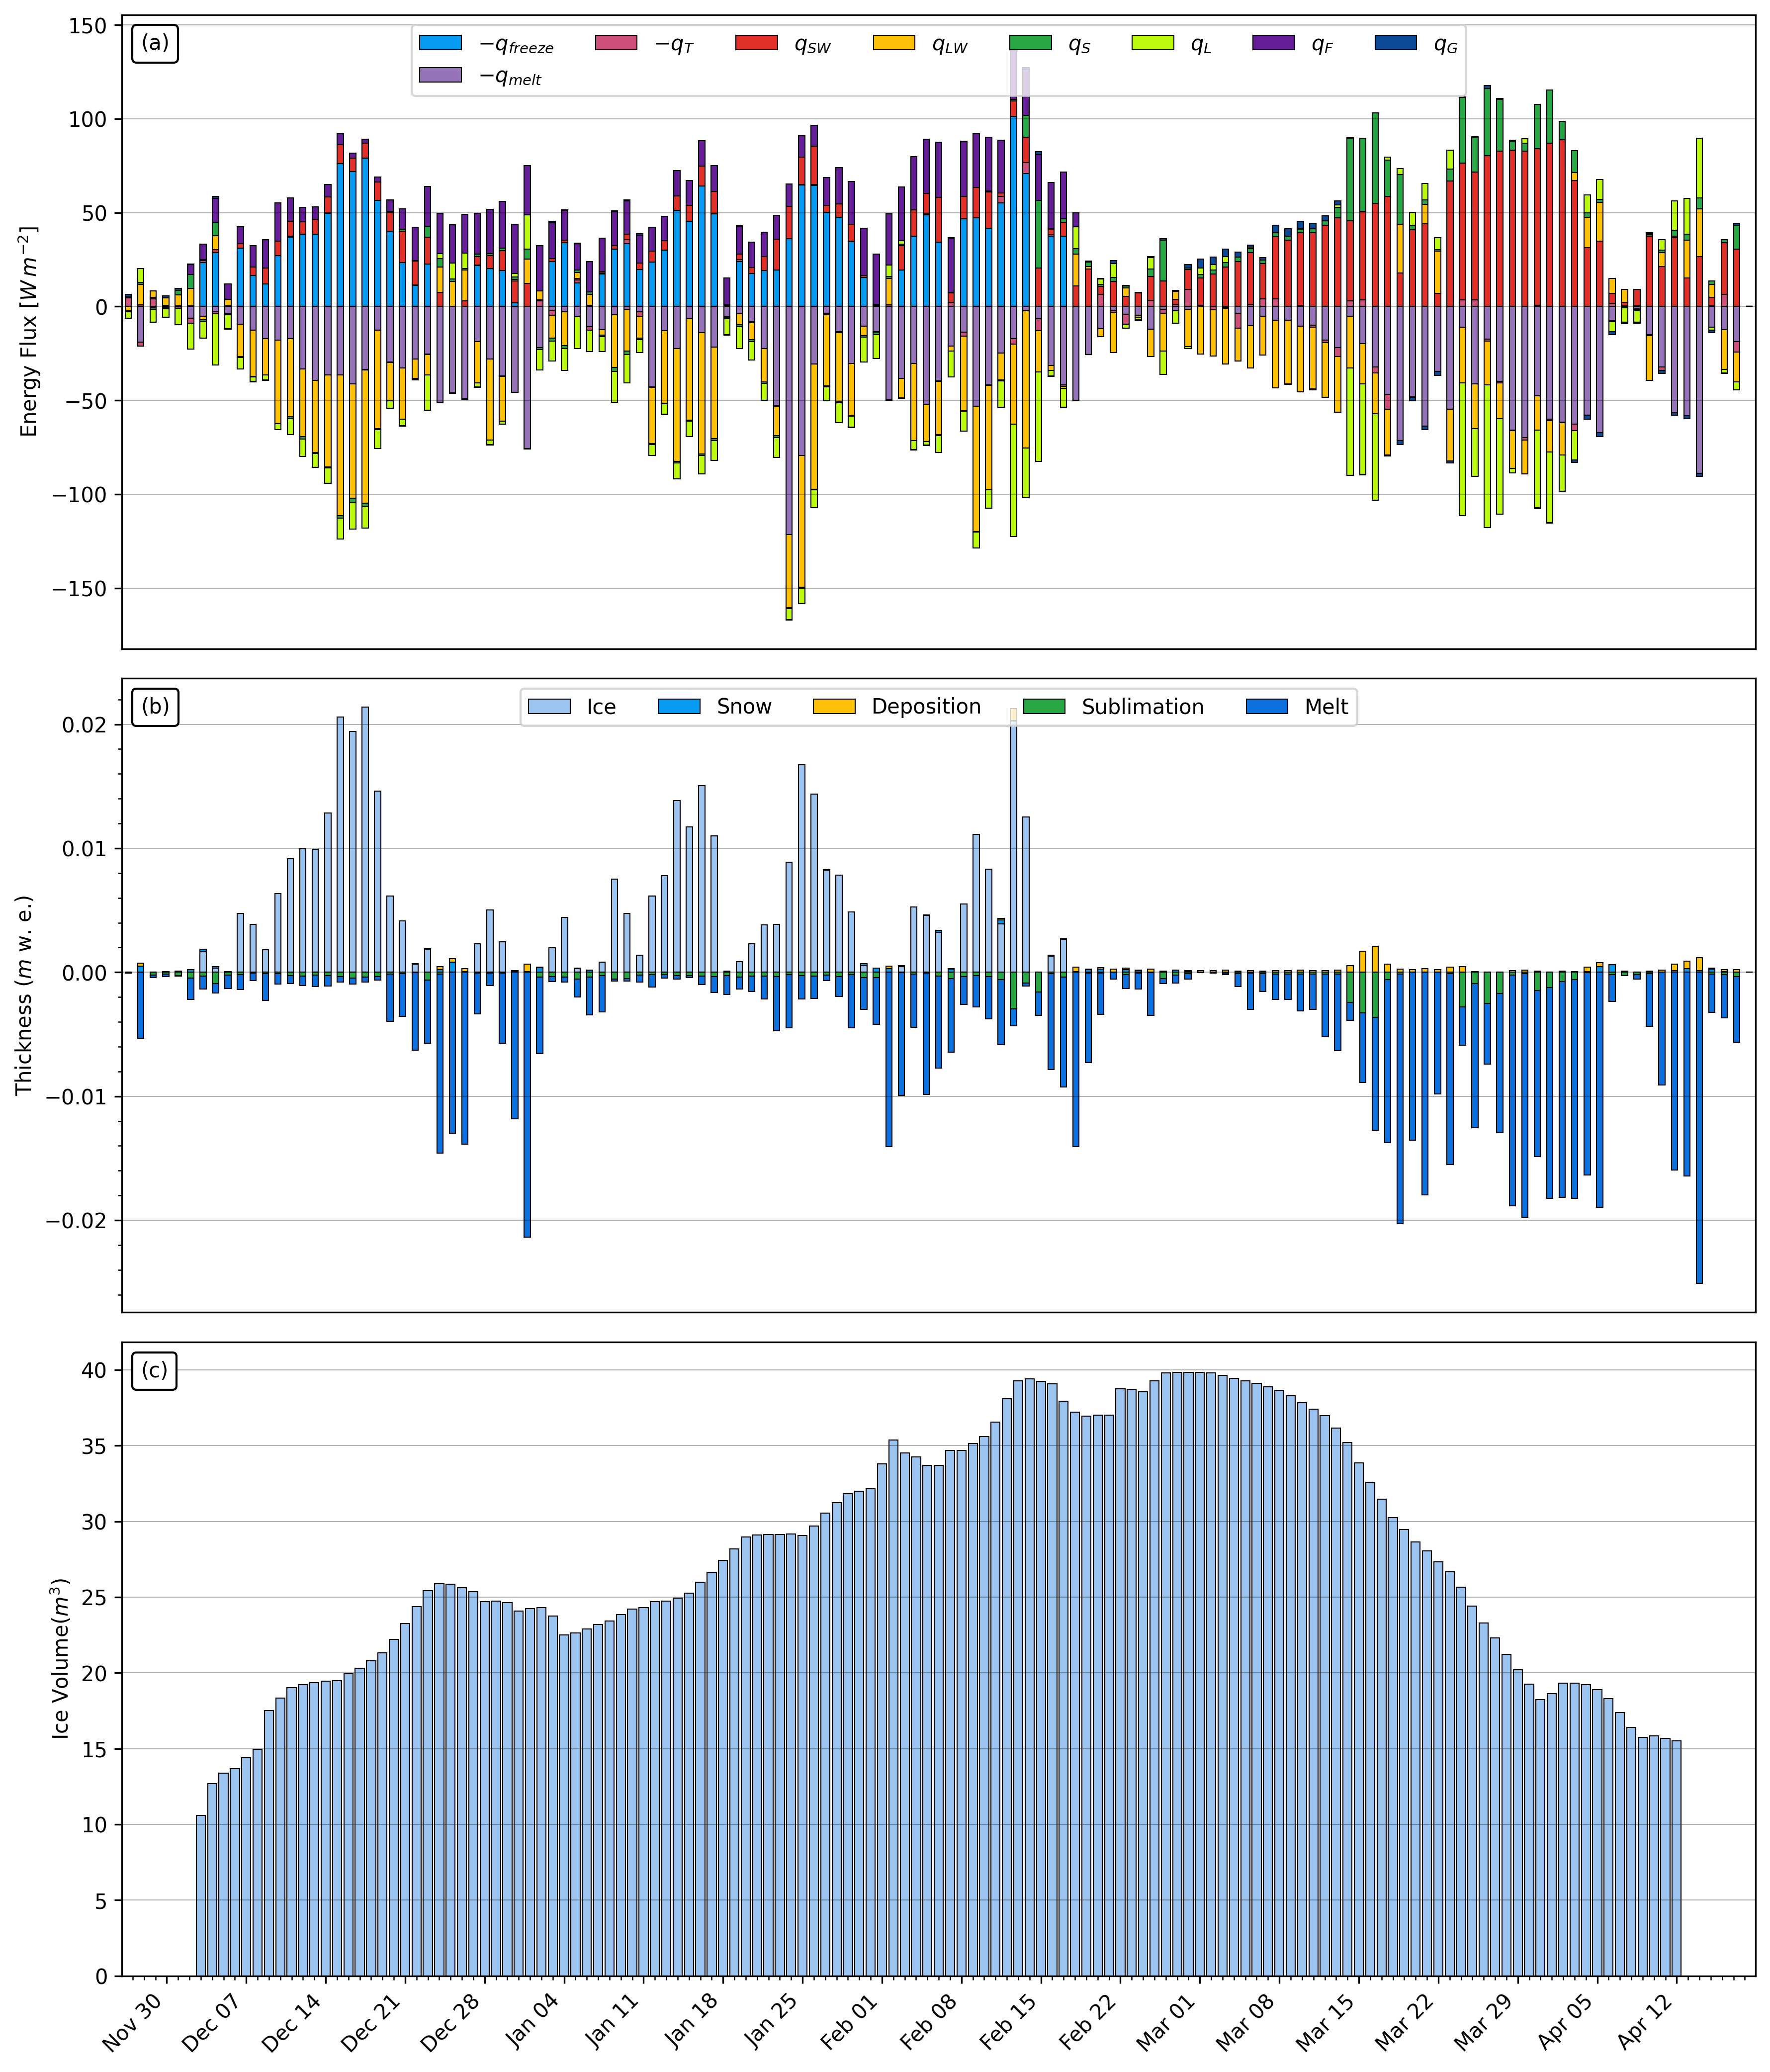 (a)
−q_freeze −q_T q_SW q_LW q_S q_L q_F q_G
−q_melt
150
100
50
0
−50
−100
−150
Energy Flux [W m⁻²]
(b)
Ice Snow Deposition Sublimation Melt
0.02
0.01
0.00
−0.01
−0.02
Thickness (m w. e.)
(c)
40
35
30
25
20
15
10
5
0
Ice Volume(m³)
Nov 30 Dec 07 Dec 14 Dec 21 Dec 28 Jan 04 Jan 11 Jan 18 Jan 25 Feb 01 Feb 08 Feb 15 Feb 22 Mar 01 Mar 08 Mar 15 Mar 22 Mar 29 Apr 05 Apr 12